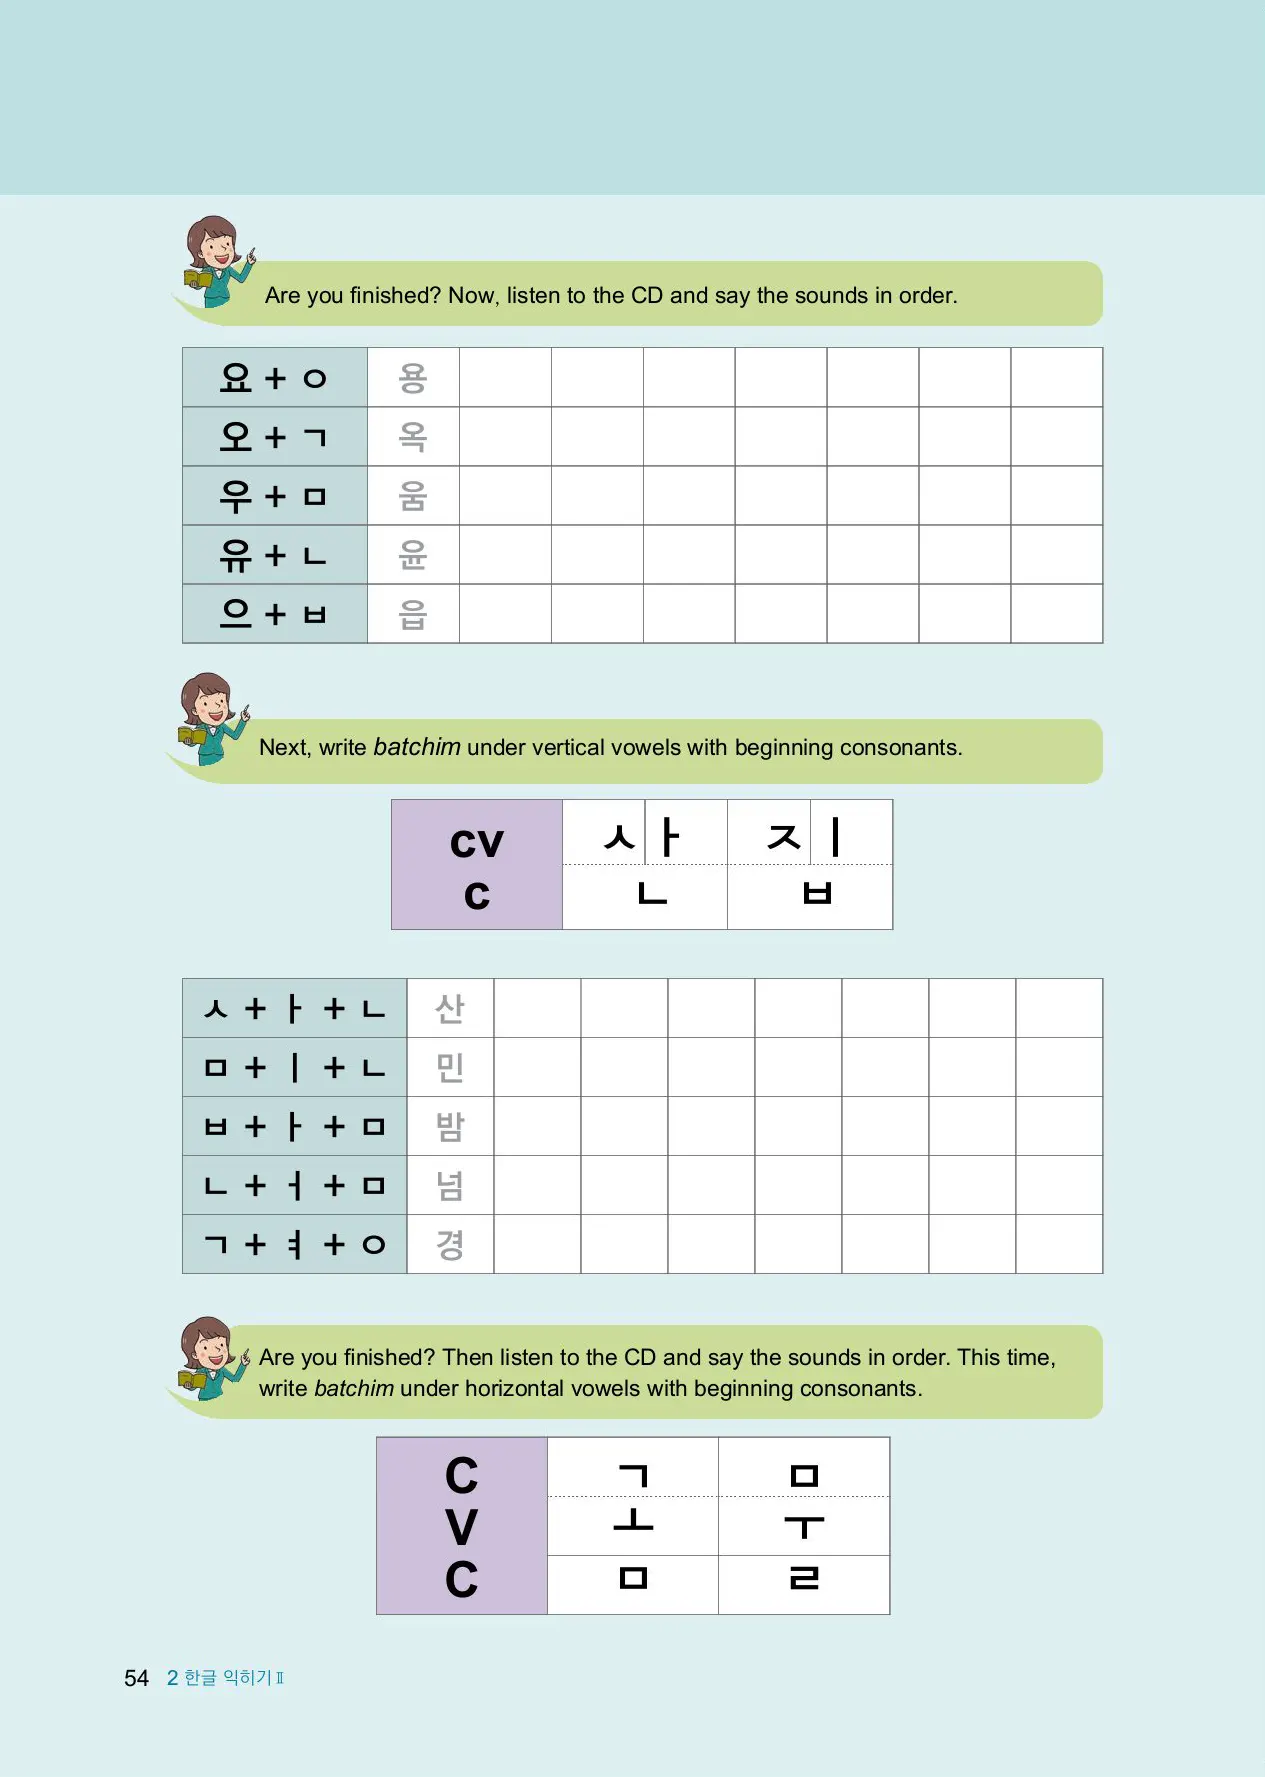 Are you finished? Now, listen to the CD and say the sounds in order.
요 + ㅇ 용
오 + ㄱ 옥
우 + ㅁ 움
유 + ㄴ 윤
으 + ㅂ 읍
Next, write batchim under vertical vowels with beginning consonants.
cv ㅅ ㅏ ㅈ ㅣ
c ㄴ ㅂ
ㅅ + ㅏ + ㄴ 산
ㅁ + ㅣ + ㄴ 민
ㅂ + ㅏ + ㅁ 밤
ㄴ + ㅓ + ㅁ 넘
ㄱ + ㅕ + ㅇ 경
Are you finished? Then listen to the CD and say the sounds in order. This time,
write batchim under horizontal vowels with beginning consonants.
C ㄱ ㅁ
V ㅗ ㅜ
C ㅁ ㄹ
54 2 한글 익히기 Ⅱ